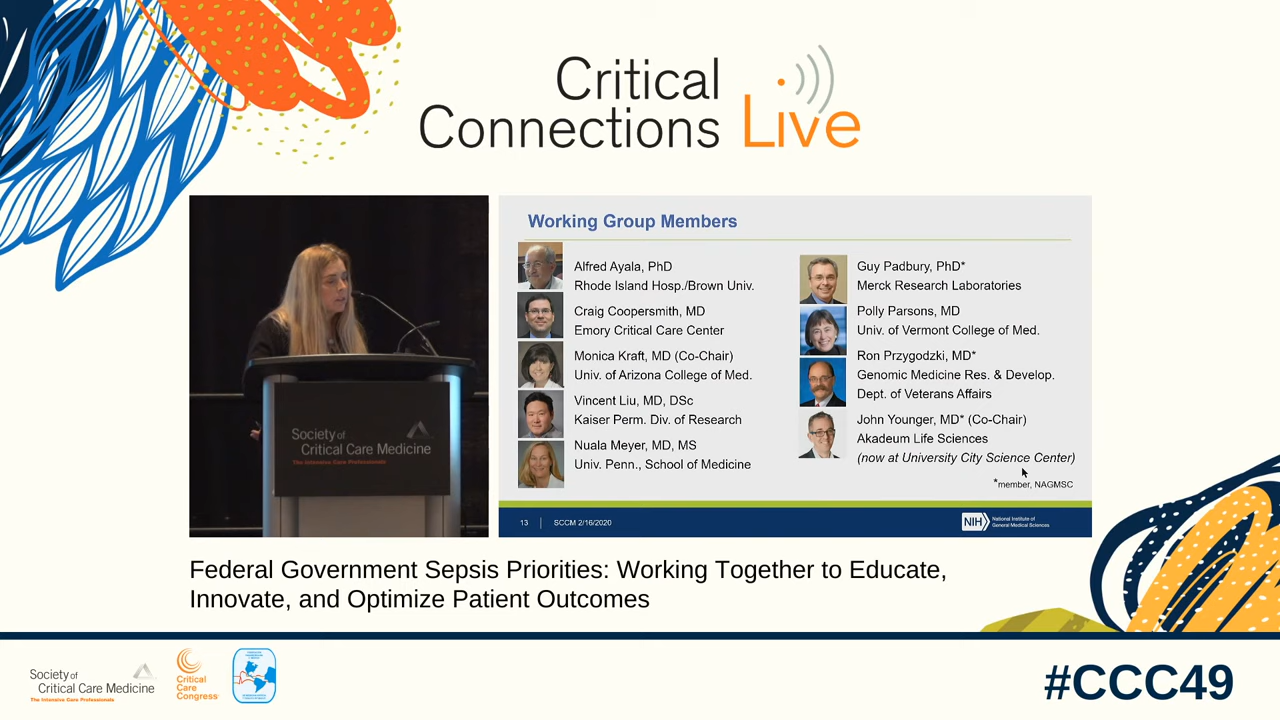 Critical
Connections Live
Working Group Members
Alfred Ayala, PhD
Rhode Island Hosp./Brown Univ.
Craig Coopersmith, MD
Emory Critical Care Center
Monica Kraft, MD (Co-Chair)
Univ. of Arizona College of Med.
Vincent Liu, MD, DSc
Kaiser Perm. Div. of Research
Nuala Meyer, MD, MS
Univ. Penn., School of Medicine
Guy Padbury, PhD*
Merck Research Laboratories
Polly Parsons, MD
Univ. of Vermont College of Med.
Ron Przygodzki, MD*
Genomic Medicine Res. & Develop.
Dept. of Veterans Affairs
John Younger, MD* (Co-Chair)
Akadeum Life Sciences
(now at University City Science Center)
*member, NAGMSC
13 | SCCM 2/16/2020
NIH National Institute of
General Medical Sciences
Society of
Critical Care Medicine
The Intensive Care Professionals
Federal Government Sepsis Priorities: Working Together to Educate,
Innovate, and Optimize Patient Outcomes
Society of
Critical Care Medicine
The Intensive Care Professionals
Critical
Care
Congress
#CCC49